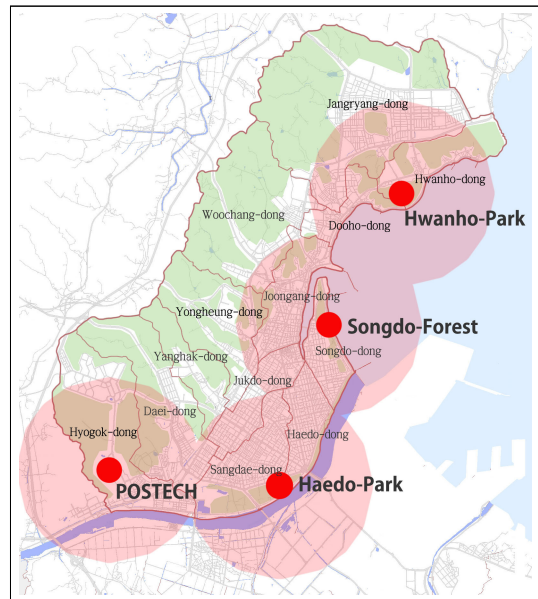 Jangryang-dong
Hwanho-dong
Hwanho-Park
Woochang-dong
Dooho-dong
Joongang-dong
Yongheung-dong
Songdo-Forest
Songdo-dong
Yanghak-dong
Jukdo-dong
Daei-dong
Hyogok-dong
Haedo-dong
Sangdae-dong
POSTECH
Haedo-Park